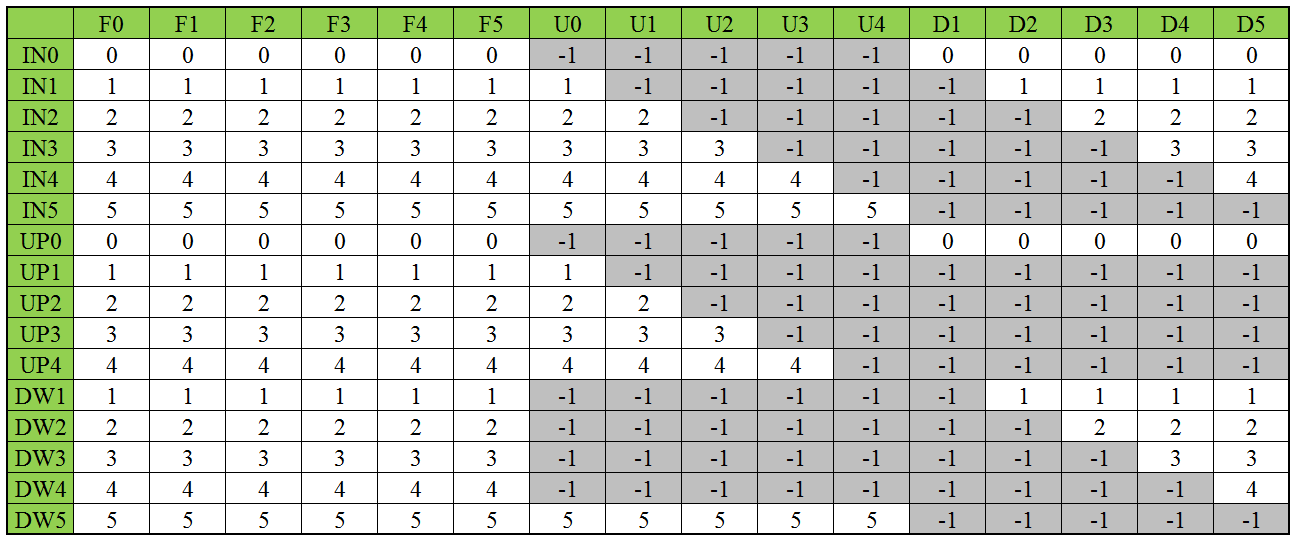 F0 F1 F2 F3 F4 F5 U0 U1 U2 U3 U4 D1 D2 D3 D4 D5
IN0 0 0 0 0 0 0 -1 -1 -1 -1 -1 0 0 0 0 0
IN1 1 1 1 1 1 1 1 -1 -1 -1 -1 -1 1 1 1 1
IN2 2 2 2 2 2 2 2 2 -1 -1 -1 -1 -1 2 2 2
IN3 3 3 3 3 3 3 3 3 3 -1 -1 -1 -1 -1 3 3
IN4 4 4 4 4 4 4 4 4 4 4 -1 -1 -1 -1 -1 4
IN5 5 5 5 5 5 5 5 5 5 5 5 -1 -1 -1 -1 -1
UP0 0 0 0 0 0 0 -1 -1 -1 -1 -1 0 0 0 0 0
UP1 1 1 1 1 1 1 1 -1 -1 -1 -1 -1 -1 -1 -1 -1
UP2 2 2 2 2 2 2 2 2 -1 -1 -1 -1 -1 -1 -1 -1
UP3 3 3 3 3 3 3 3 3 3 -1 -1 -1 -1 -1 -1 -1
UP4 4 4 4 4 4 4 4 4 4 4 -1 -1 -1 -1 -1 -1
DW1 1 1 1 1 1 1 -1 -1 -1 -1 -1 -1 1 1 1 1
DW2 2 2 2 2 2 2 -1 -1 -1 -1 -1 -1 -1 2 2 2
DW3 3 3 3 3 3 3 -1 -1 -1 -1 -1 -1 -1 -1 3 3
DW4 4 4 4 4 4 4 -1 -1 -1 -1 -1 -1 -1 -1 -1 4
DW5 5 5 5 5 5 5 5 5 5 5 5 -1 -1 -1 -1 -1